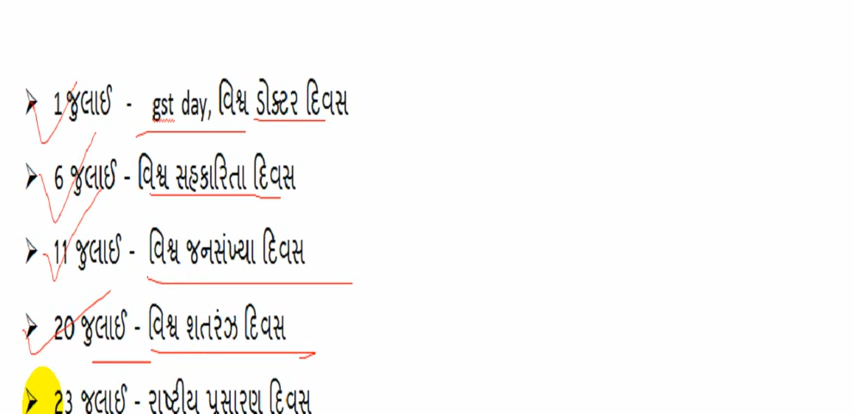 1 જુલાઈ - gst day, વિશ્વ ડોક્ટર દિવસ
6 જુલાઈ - વિશ્વ સહકારિતા દિવસ
11 જુલાઈ - વિશ્વ જનસંખ્યા દિવસ
20 જુલાઈ - વિશ્વ શતરંઝ દિવસ
23 જુલાઈ - રાષ્ટ્રીય પ્રસારણ દિવસ